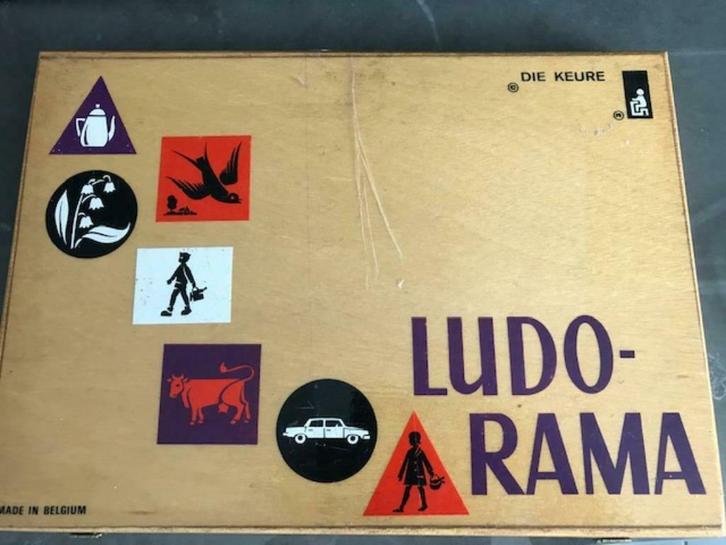 © DIE KEURE
®
LUDO-
RAMA
MADE IN BELGIUM